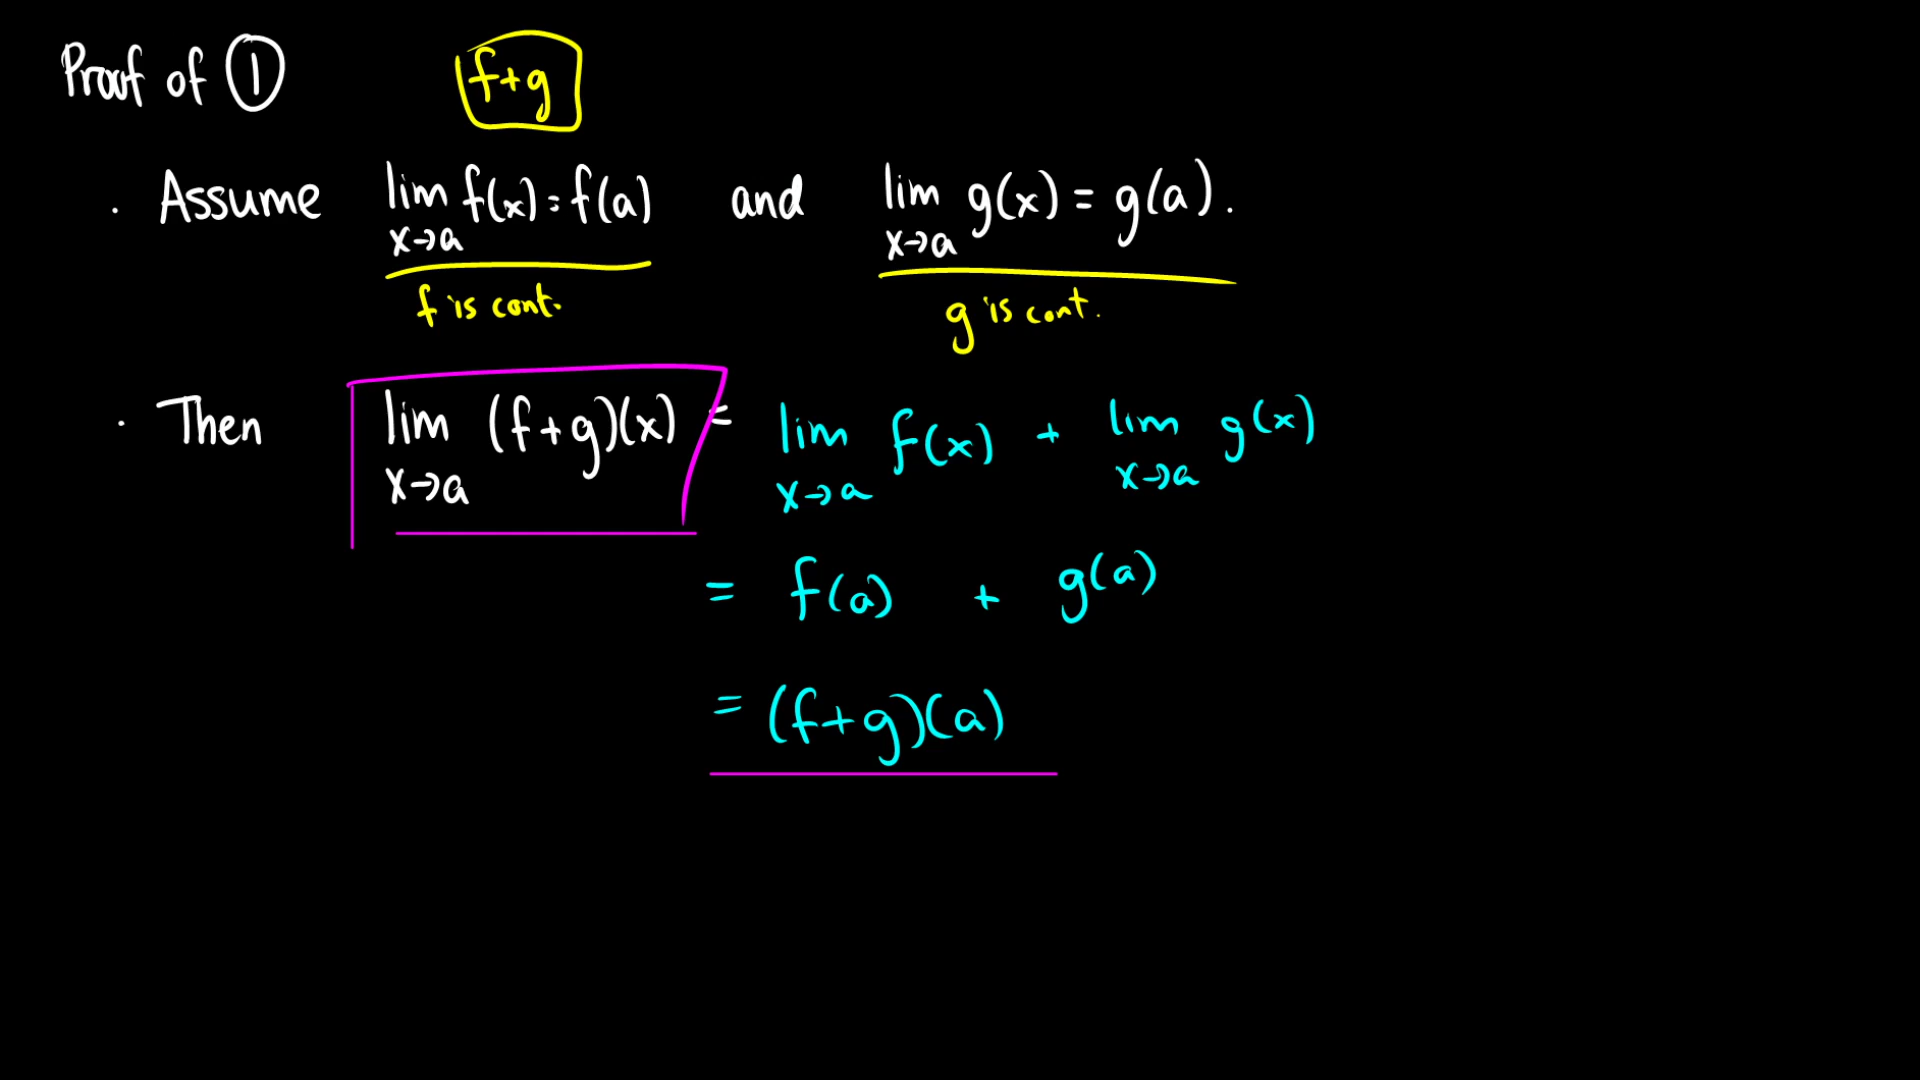 Proof of ① f+g
· Assume lim x→a f(x) = f(a) and lim x→a g(x) = g(a).
f is cont. g is cont.
· Then lim x→a (f+g)(x) = lim x→a f(x) + lim x→a g(x)
= f(a) + g(a)
= (f+g)(a)